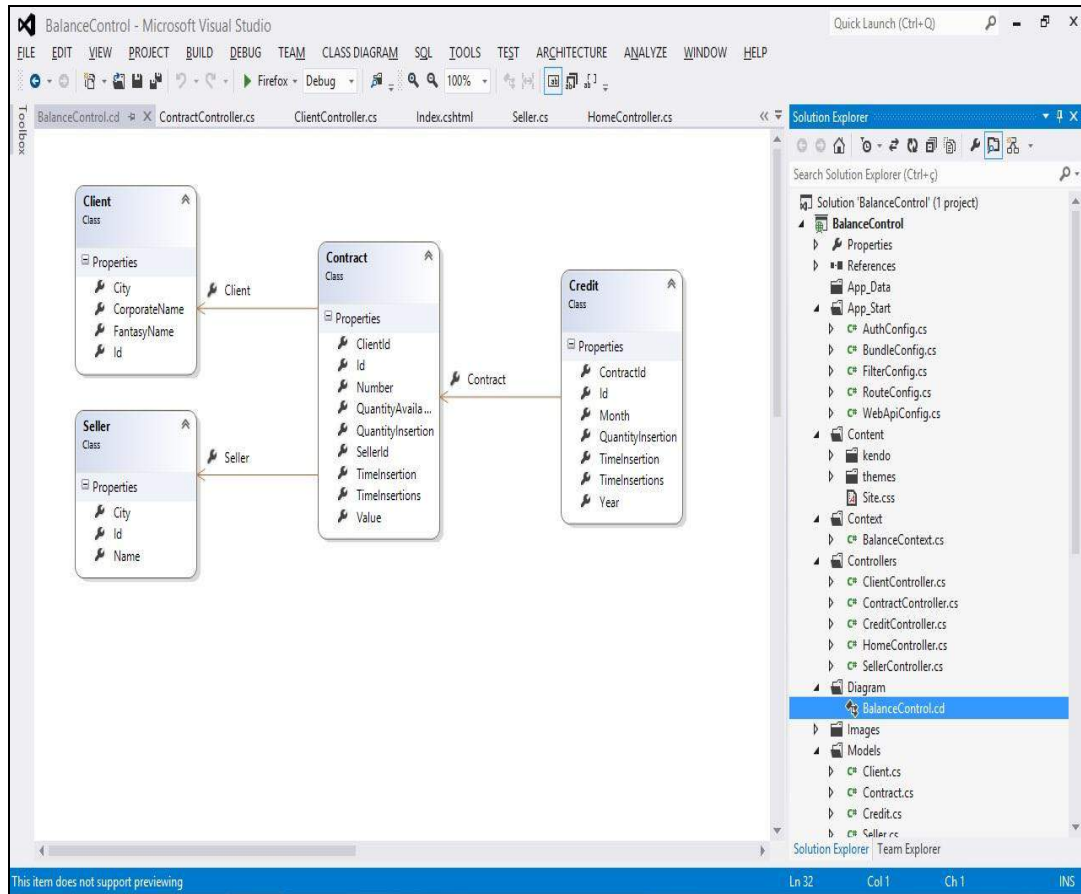 BalanceControl - Microsoft Visual Studio
Quick Launch (Ctrl+Q)
FILE EDIT VIEW PROJECT BUILD DEBUG TEAM CLASS DIAGRAM SQL TOOLS TEST ARCHITECTURE ANALYZE WINDOW HELP
Firefox Debug 100%
Toolbox
BalanceControl.cd ContractController.cs ClientController.cs Index.cshtml Seller.cs HomeController.cs
Client
Class
Properties
City
CorporateName
FantasyName
Id
Client
Seller
Class
Properties
City
Id
Name
Seller
Contract
Class
Properties
ClientId
Id
Number
QuantityAvaila...
QuantityInsertion
SellerId
TimeInsertion
TimeInsertions
Value
Contract
Credit
Class
Properties
ContractId
Id
Month
QuantityInsertion
TimeInsertion
TimeInsertions
Year
Solution Explorer
Search Solution Explorer (Ctrl+ç)
Solution 'BalanceControl' (1 project)
BalanceControl
Properties
References
App_Data
App_Start
C# AuthConfig.cs
C# BundleConfig.cs
C# FilterConfig.cs
C# RouteConfig.cs
C# WebApiConfig.cs
Content
kendo
themes
Site.css
Context
C# BalanceContext.cs
Controllers
C# ClientController.cs
C# ContractController.cs
C# CreditController.cs
C# HomeController.cs
C# SellerController.cs
Diagram
BalanceControl.cd
Images
Models
C# Client.cs
C# Contract.cs
C# Credit.cs
C# Seller.cs
Solution Explorer Team Explorer
This item does not support previewing
Ln 32 Col 1 Ch 1 INS